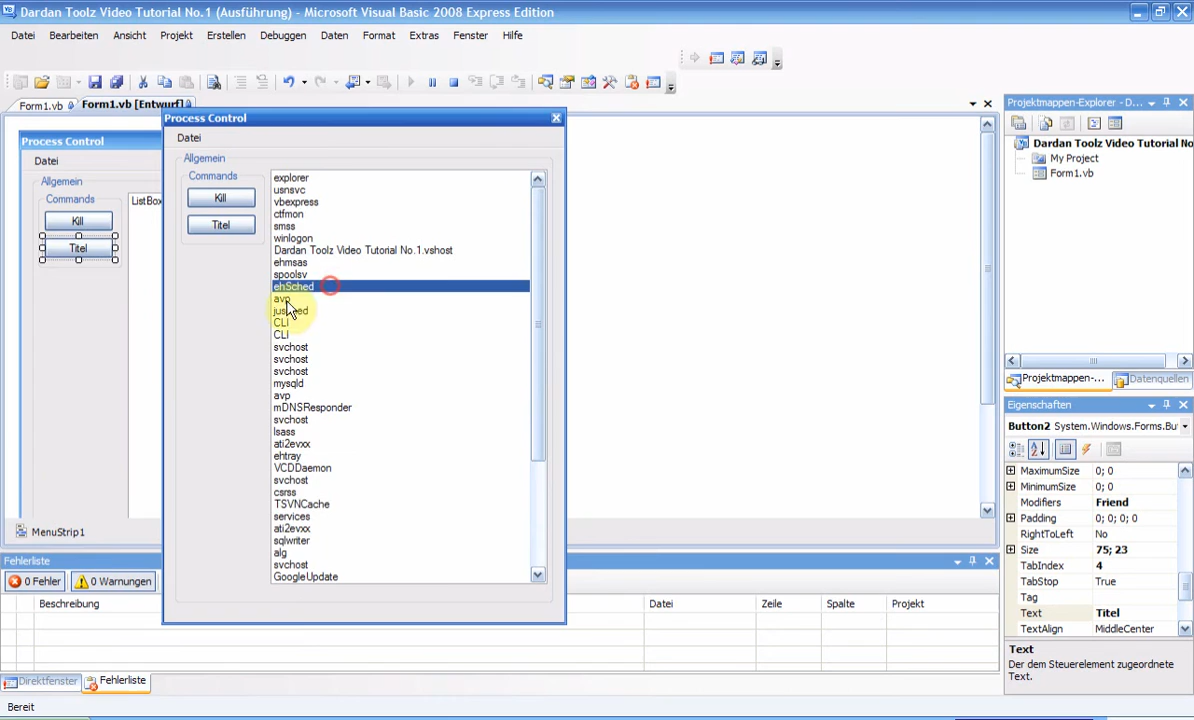 Dardan Toolz Video Tutorial No.1 (Ausführung) - Microsoft Visual Basic 2008 Express Edition
Datei Bearbeiten Ansicht Projekt Erstellen Debuggen Daten Format Extras Fenster Hilfe
Form1.vb Form1.vb [Entwurf]
Process Control
Datei
Allgemein
Commands
Kill
Titel
ListBox
MenuStrip1
Process Control
Datei
Allgemein
Commands
Kill
Titel
explorer
usnsvc
vbexpress
ctfmon
smss
winlogon
Dardan Toolz Video Tutorial No.1.vshost
ehmsas
spoolsv
ehSched
avp
CLI
CLI
svchost
svchost
svchost
mysqld
avp
mDNSResponder
svchost
lsass
ati2evxx
ehtray
VCDDaemon
svchost
csrss
TSVNCache
services
ati2evxx
sqlwriter
alg
svchost
GoogleUpdate
Projektmappen-Explorer - D...
Dardan Toolz Video Tutorial No
My Project
Form1.vb
Projektmappen-... Datenquellen
Eigenschaften
Button2 System.Windows.Forms.Bu
MaximumSize 0; 0
MinimumSize 0; 0
Modifiers Friend
Padding 0; 0; 0; 0
RightToLeft No
Size 75; 23
TabIndex 4
TabStop True
Tag
Text Titel
TextAlign MiddleCenter
Text
Der dem Steuerelement zugeordnete
Text.
Fehlerliste
0 Fehler 0 Warnungen
Beschreibung Datei Zeile Spalte Projekt
Direktfenster Fehlerliste
Bereit